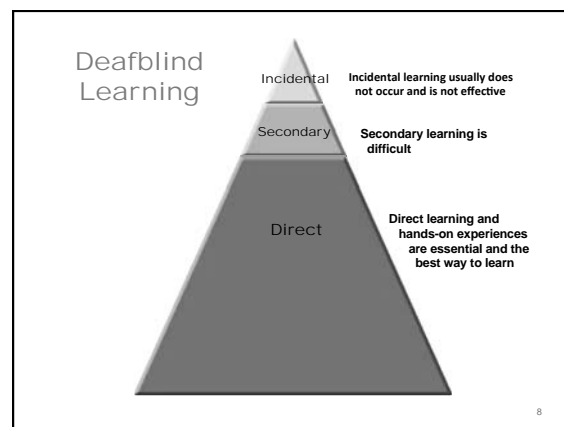 Deafblind
Learning
Incidental
Incidental learning usually does
not occur and is not effective
Secondary
Secondary learning is
difficult
Direct
Direct learning and
hands-on experiences
are essential and the
best way to learn
8